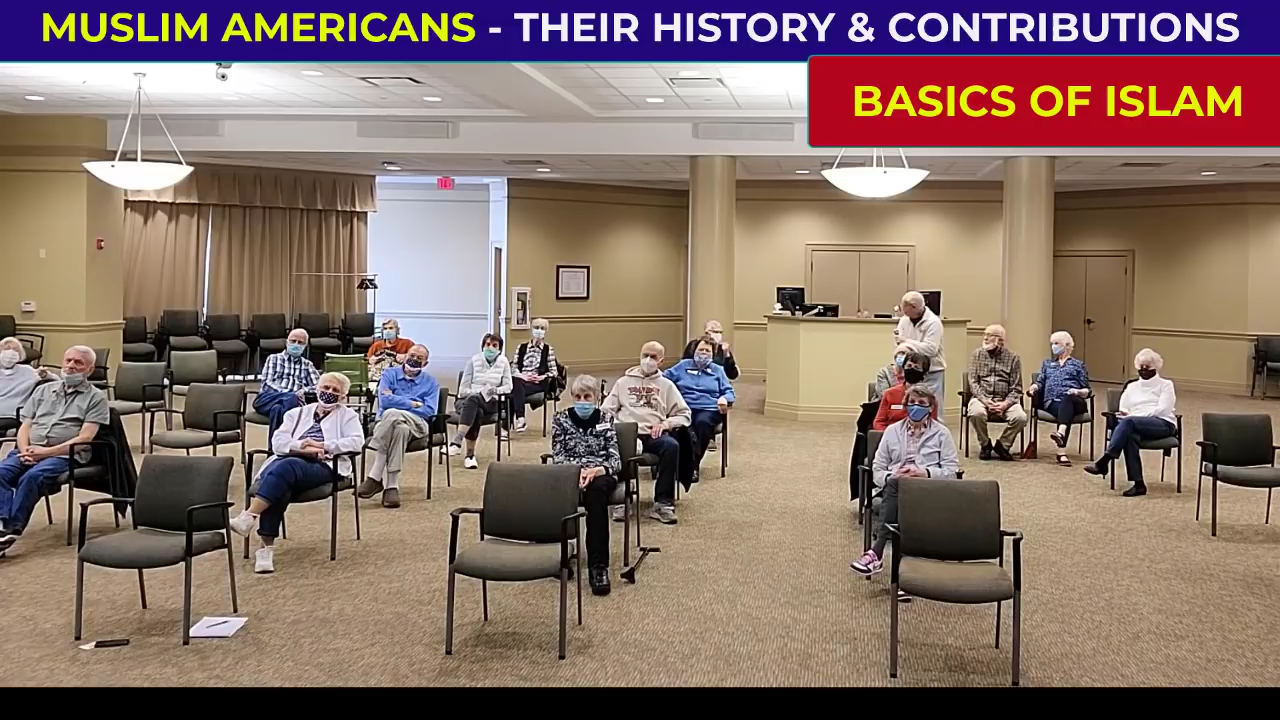 MUSLIM AMERICANS - THEIR HISTORY & CONTRIBUTIONS
BASICS OF ISLAM